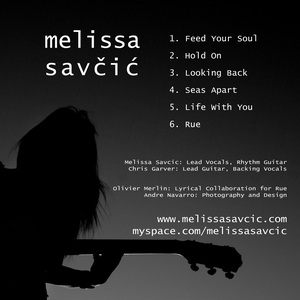 melissa
savčić
1. Feed Your Soul
2. Hold On
3. Looking Back
4. Seas Apart
5. Life With You
6. Rue
Melissa Savcic: Lead Vocals, Rhythm Guitar
Chris Garver: Lead Guitar, Backing Vocals
Olivier Merlin: Lyrical Collaboration for Rue
Andre Navarro: Photography and Design
www.melissasavcic.com
myspace.com/melissasavcic